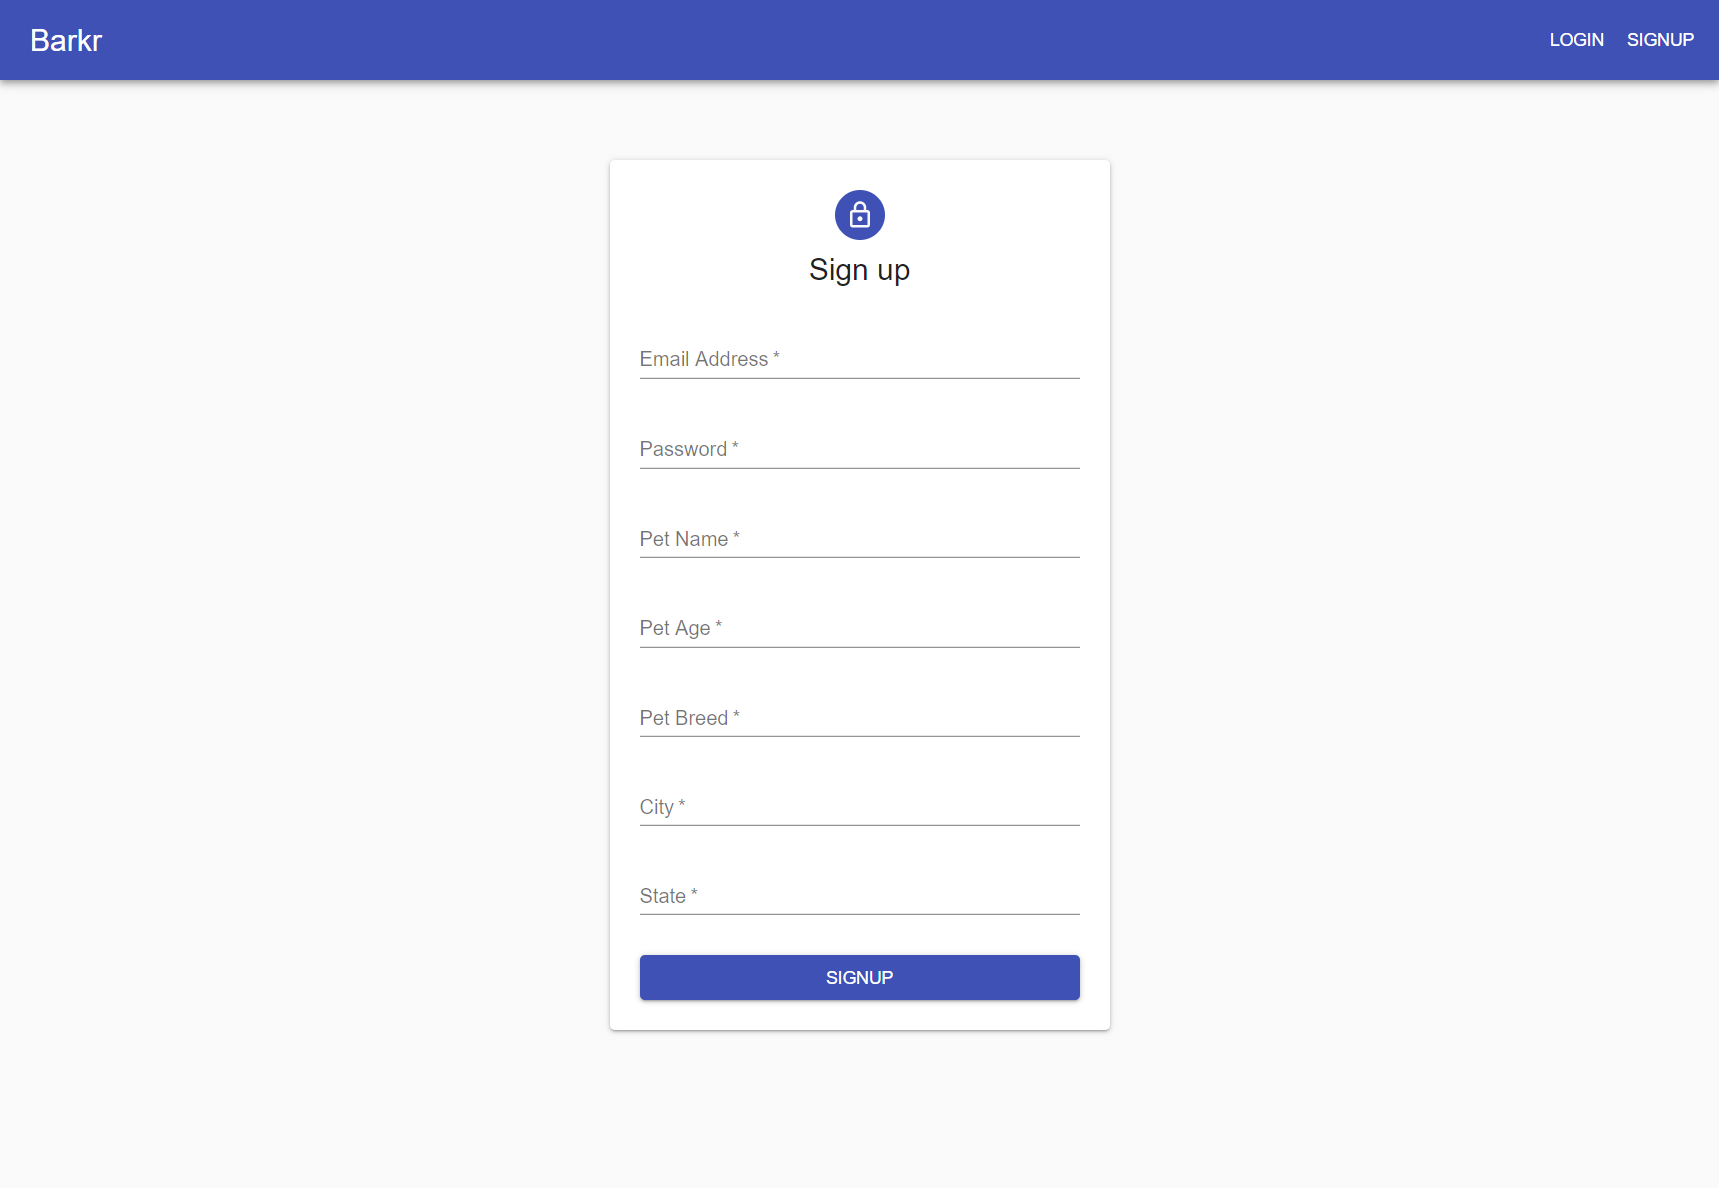 Barkr
LOGIN SIGNUP
Sign up
Email Address *
Password *
Pet Name *
Pet Age *
Pet Breed *
City *
State *
SIGNUP